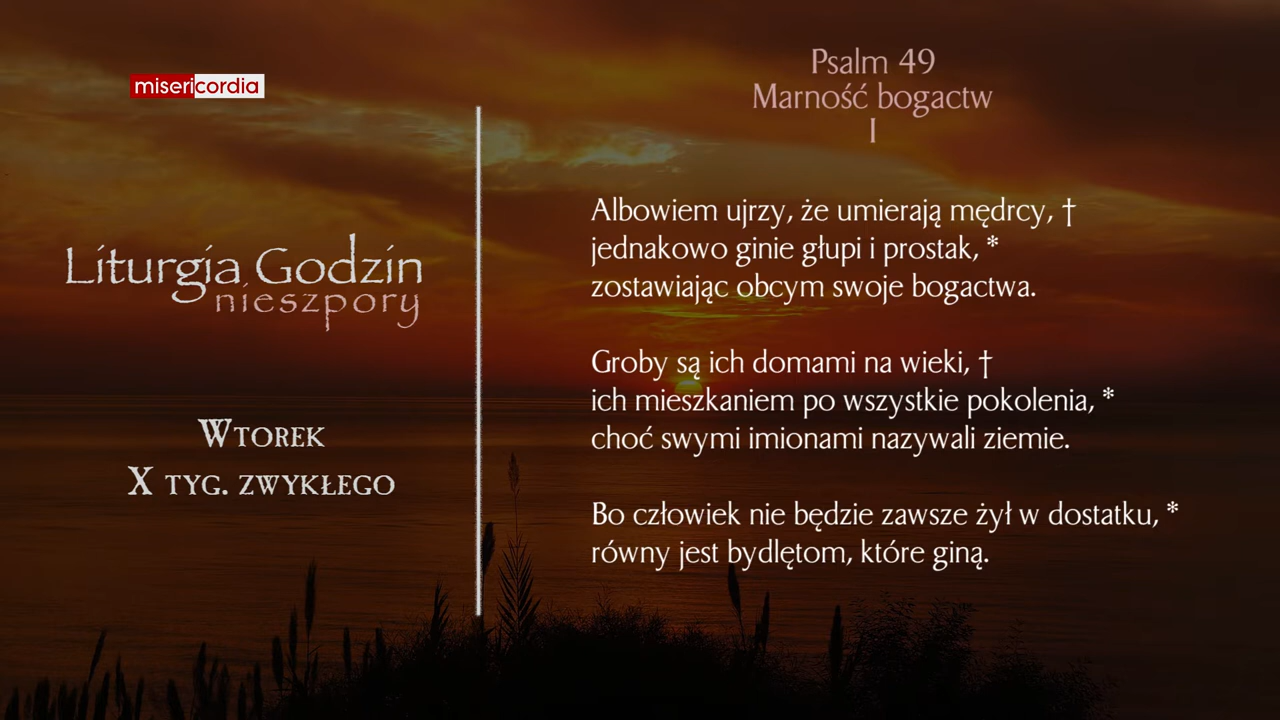 misericordia
Liturgia Godzin
nieszpory
Wtorek
X tyg. zwykłego
Psalm 49
Marność bogactw
I
Albowiem ujrzy, że umierają mędrcy, †
jednakowo ginie głupi i prostak, *
zostawiając obcym swoje bogactwa.
Groby są ich domami na wieki, †
ich mieszkaniem po wszystkie pokolenia, *
choć swymi imionami nazywali ziemie.
Bo człowiek nie będzie zawsze żył w dostatku, *
równy jest bydlętom, które giną.